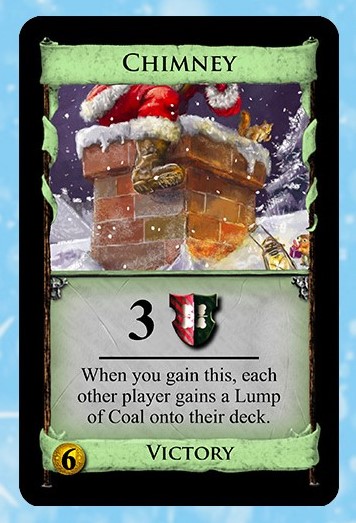 CHIMNEY
3
When you gain this, each
other player gains a Lump
of Coal onto their deck.
6
VICTORY